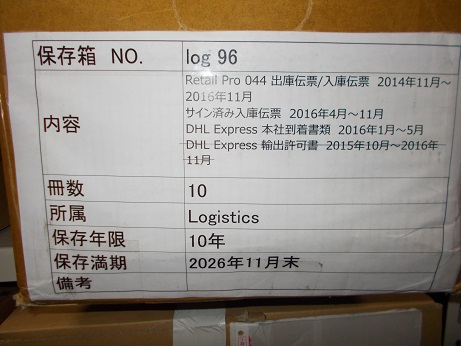 保存箱 NO. log 96
内容
Retail Pro 044 出庫伝票/入庫伝票 2014年11月～
2016年11月
サイン済み入庫伝票 2016年4月～11月
DHL Express 本社到着書類 2016年1月～5月
DHL Express 輸出許可書 2015年10月～2016年
11月
冊数 10
所属 Logistics
保存年限 10年
保存満期 2026年11月末
備考